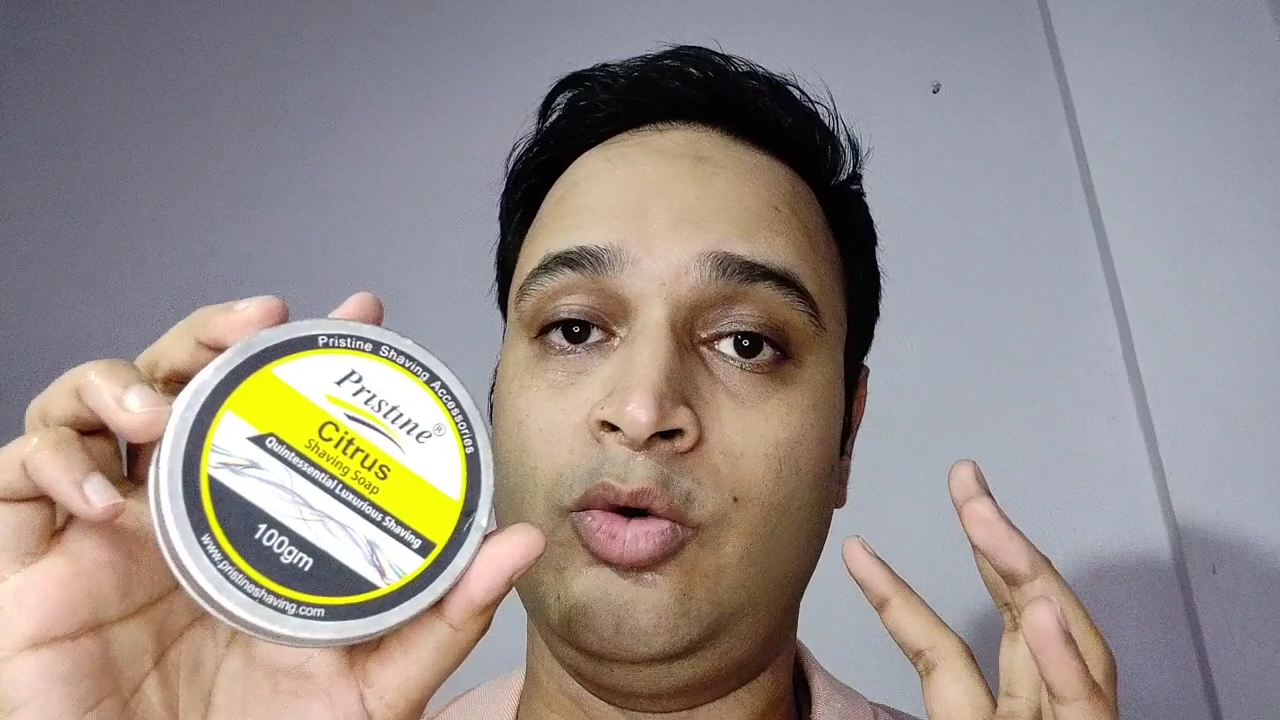 Pristine Shaving Accessories
Pristine®
Citrus
Shaving Soap
Quintessential Luxurious Shaving
100gm
www.pristineshaving.com